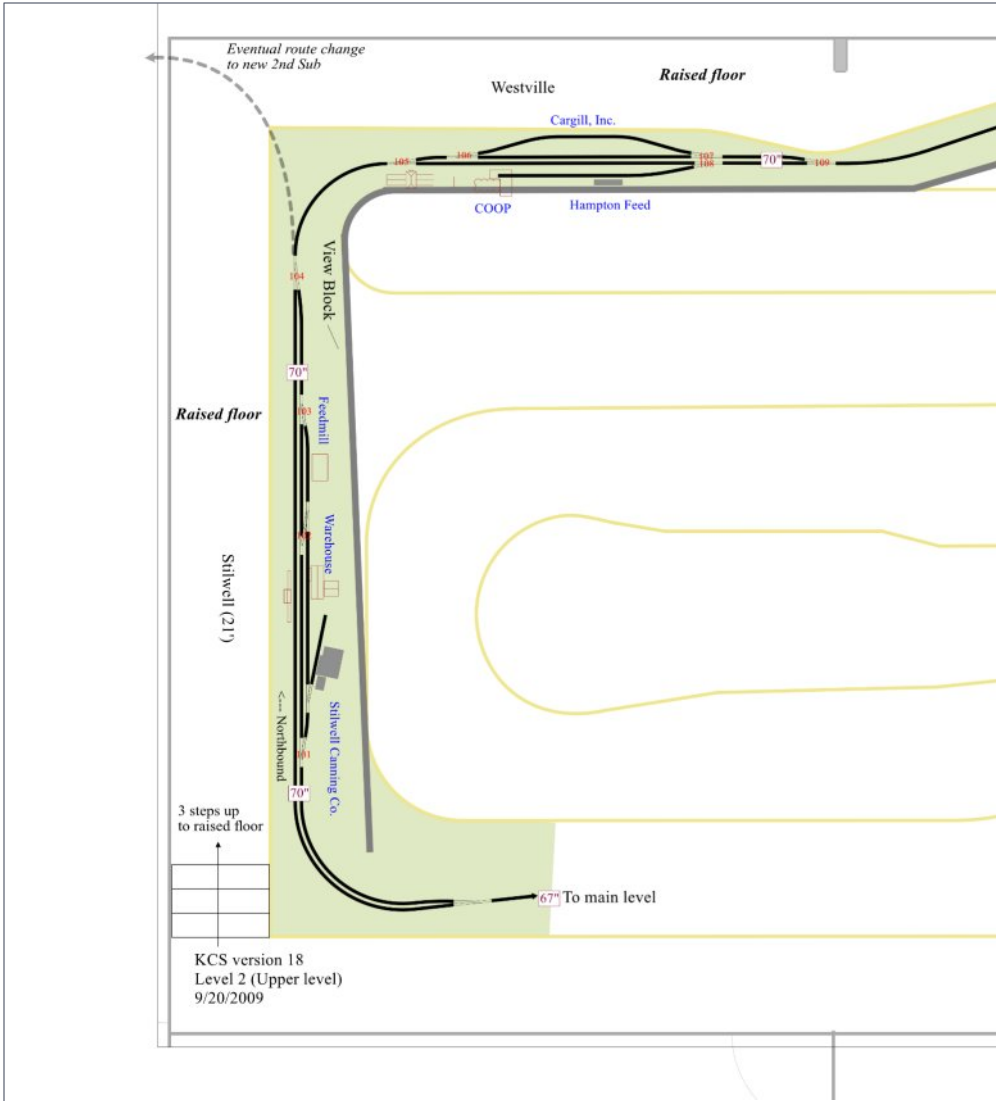 Eventual route change
to new 2nd Sub
Raised floor
Westville
Cargill, Inc.
105
106
107
108
70"
109
COOP
Hampton Feed
View Block
104
70"
Raised floor
103
Feedmill
102
Warehouse
Stilwell (21')
<--- Northbound
Stilwell Canning Co.
101
70"
3 steps up
to raised floor
67"
To main level
KCS version 18
Level 2 (Upper level)
9/20/2009